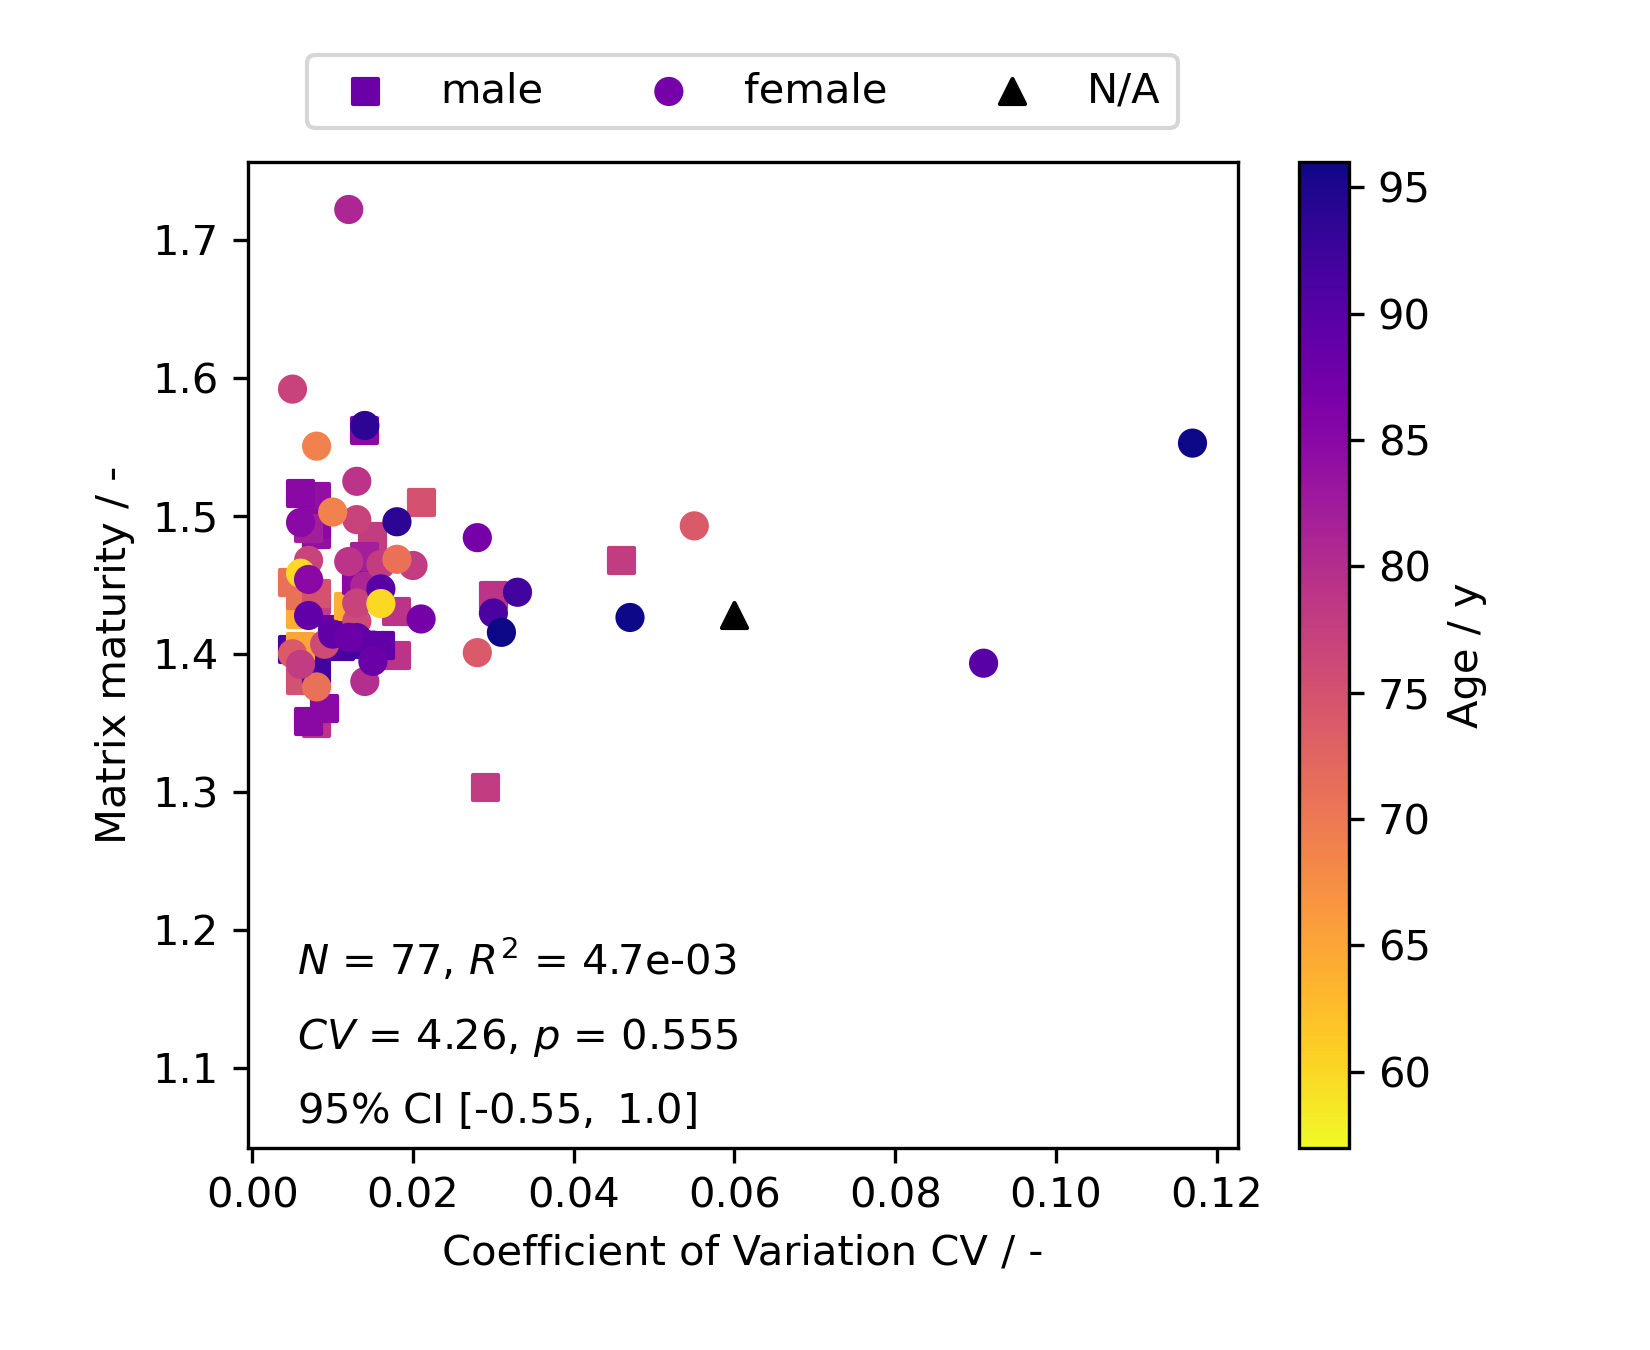 male female N/A
1.7
1.6
1.5
1.4
1.3
1.2
1.1
Matrix maturity / -
N = 77, R² = 4.7e-03
CV = 4.26, p = 0.555
95% CI [-0.55, 1.0]
0.00 0.02 0.04 0.06 0.08 0.10 0.12
Coefficient of Variation CV / -
95
90
85
80
75
70
65
60
Age / y